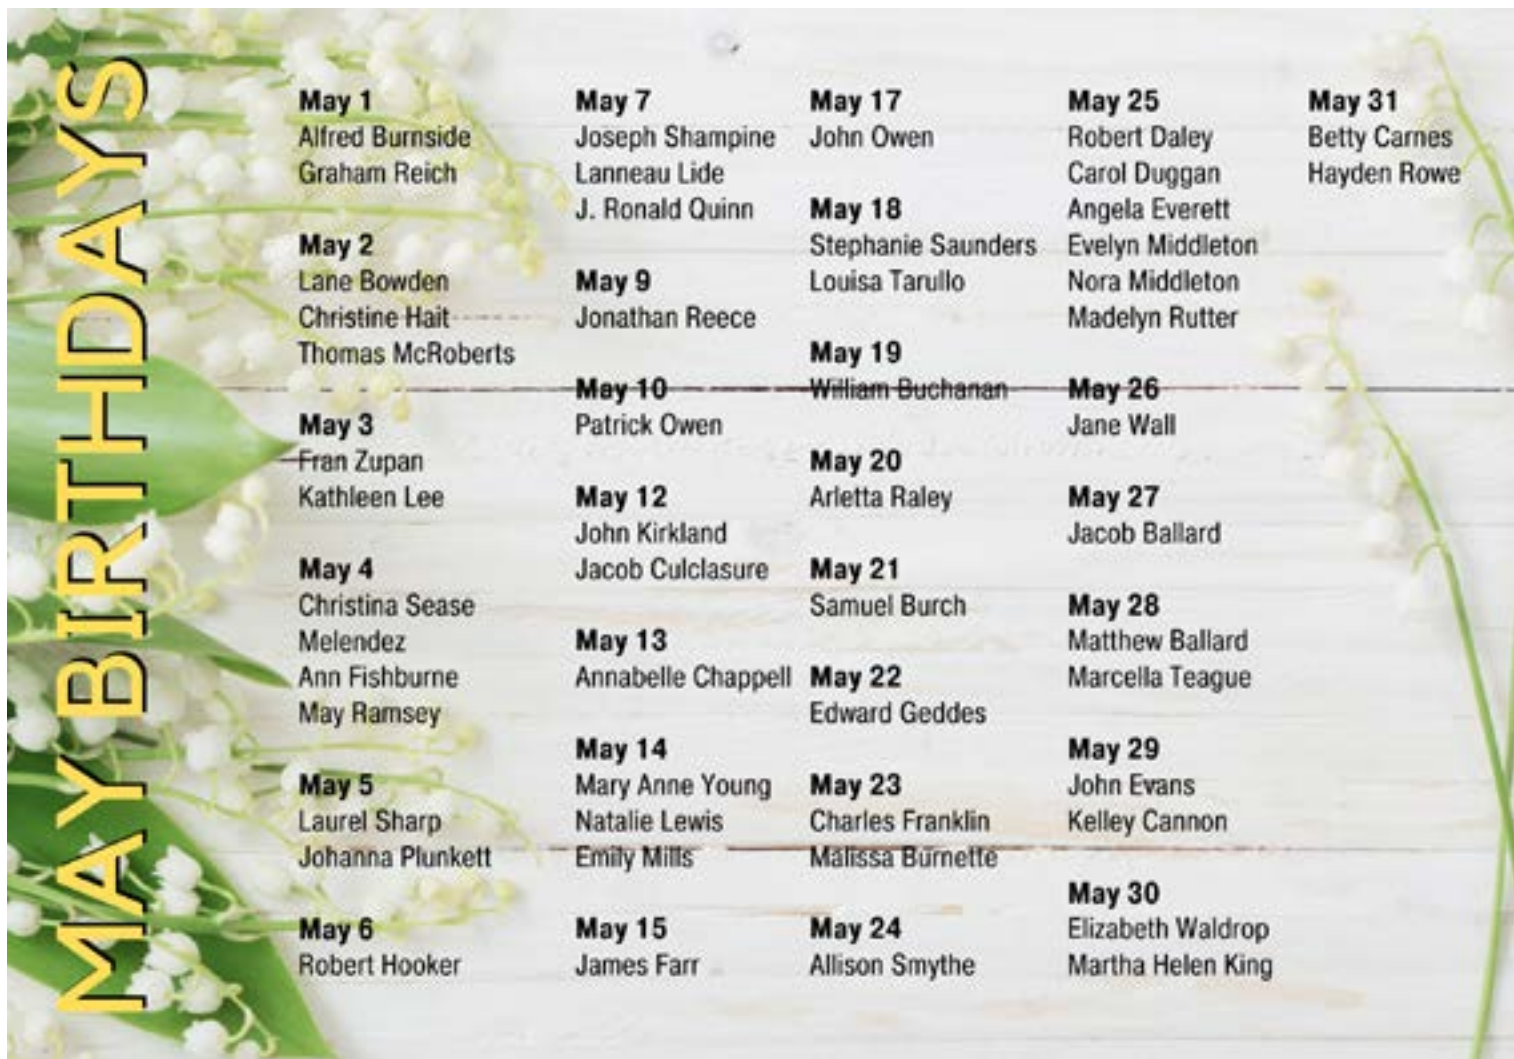 MAY BIRTHDAYS
May 1
Alfred Burnside
Graham Reich
May 2
Lane Bowden
Christine Hait
Thomas McRoberts
May 3
Fran Zupan
Kathleen Lee
May 4
Christina Sease
Melendez
Ann Fishburne
May Ramsey
May 5
Laurel Sharp
Johanna Plunkett
May 6
Robert Hooker
May 7
Joseph Shampine
Lanneau Lide
J. Ronald Quinn
May 9
Jonathan Reece
May 10
Patrick Owen
May 12
John Kirkland
Jacob Culclasure
May 13
Annabelle Chappell
May 14
Mary Anne Young
Natalie Lewis
Emily Mills
May 15
James Farr
May 17
John Owen
May 18
Stephanie Saunders
Louisa Tarullo
May 19
William Buchanan
May 20
Arletta Raley
May 21
Samuel Burch
May 22
Edward Geddes
May 23
Charles Franklin
Malissa Burnette
May 24
Allison Smythe
May 25
Robert Daley
Carol Duggan
Angela Everett
Evelyn Middleton
Nora Middleton
Madelyn Rutter
May 26
Jane Wall
May 27
Jacob Ballard
May 28
Matthew Ballard
Marcella Teague
May 29
John Evans
Kelley Cannon
May 30
Elizabeth Waldrop
Martha Helen King
May 31
Betty Carnes
Hayden Rowe